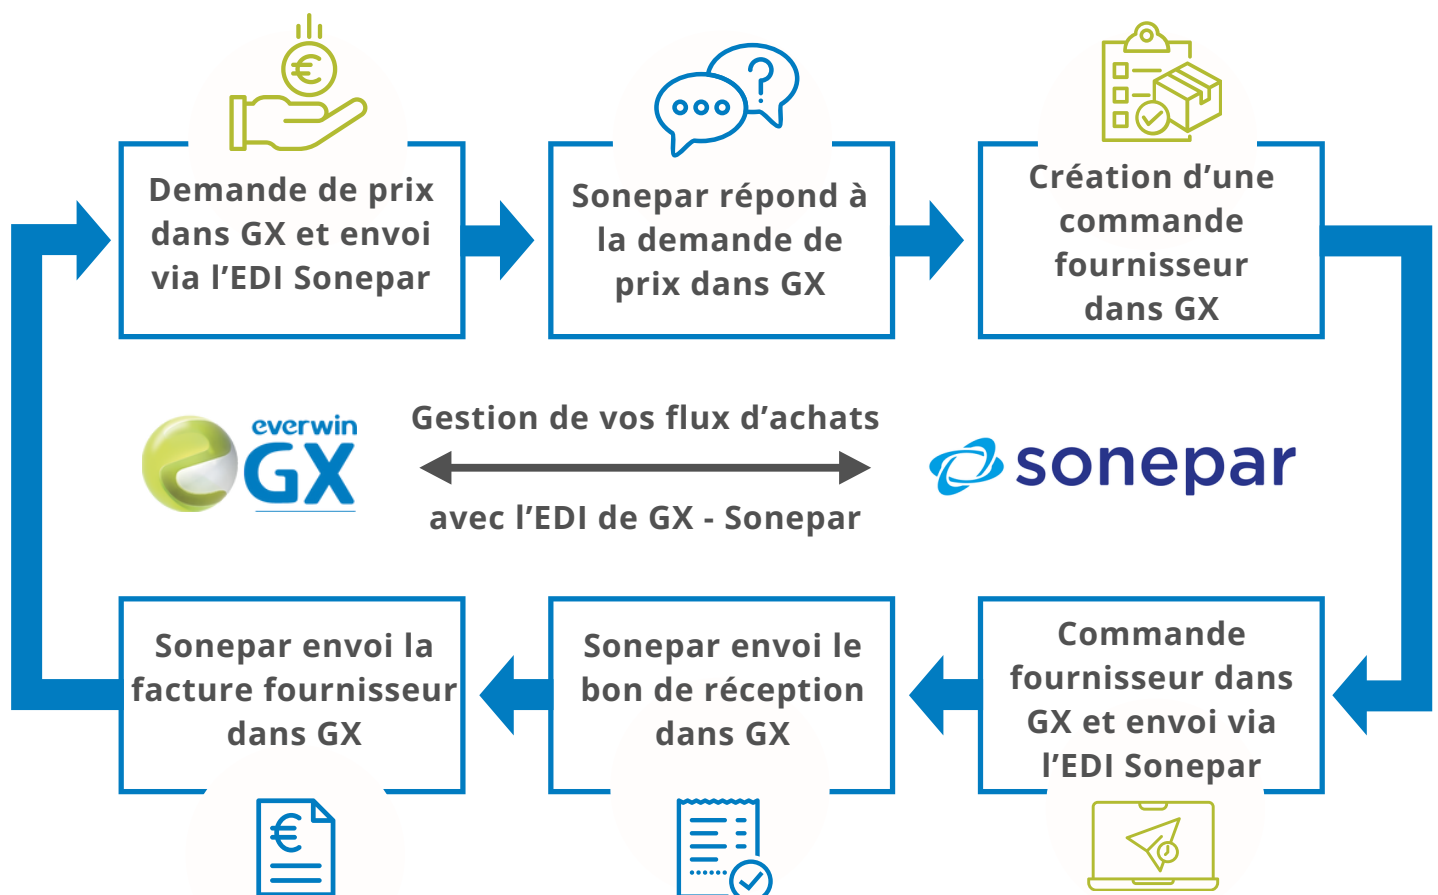 Demande de prix
dans GX et envoi
via l’EDI Sonepar
Sonepar répond à
la demande de
prix dans GX
Création d’une
commande
fournisseur
dans GX
everwin
GX
Gestion de vos flux d’achats
avec l’EDI de GX - Sonepar
sonepar
Sonepar envoi la
facture fournisseur
dans GX
Sonepar envoi le
bon de réception
dans GX
Commande
fournisseur dans
GX et envoi via
l’EDI Sonepar